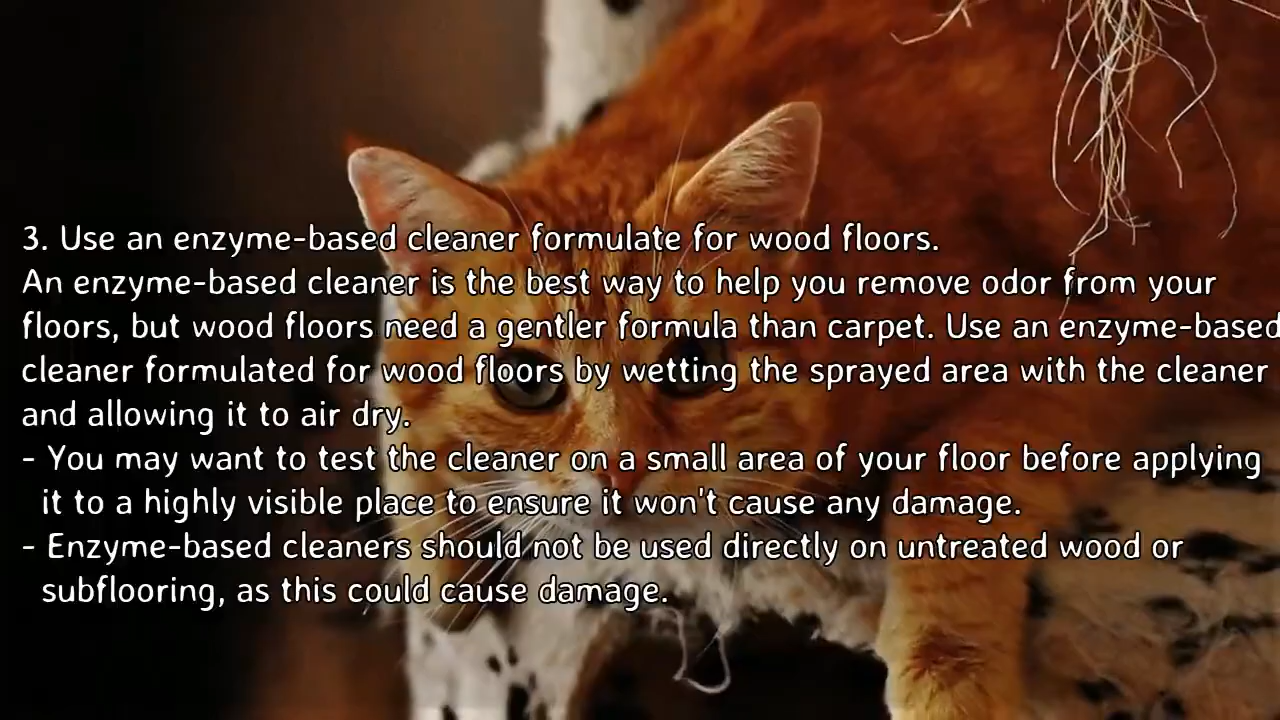 3. Use an enzyme-based cleaner formulate for wood floors.
An enzyme-based cleaner is the best way to help you remove odor from your
floors, but wood floors need a gentler formula than carpet. Use an enzyme-based
cleaner formulated for wood floors by wetting the sprayed area with the cleaner
and allowing it to air dry.
- You may want to test the cleaner on a small area of your floor before applying
it to a highly visible place to ensure it won't cause any damage.
- Enzyme-based cleaners should not be used directly on untreated wood or
subflooring, as this could cause damage.